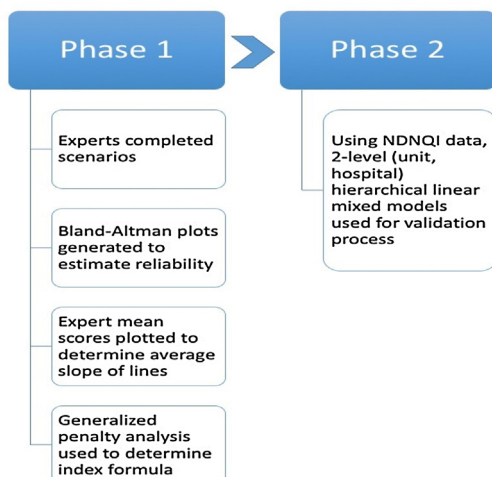 Phase 1
Experts completed
scenarios
Bland-Altman plots
generated to
estimate reliability
Expert mean
scores plotted to
determine average
slope of lines
Generalized
penalty analysis
used to determine
index formula
Phase 2
Using NDNQI data,
2-level (unit,
hospital)
hierarchical linear
mixed models
used for validation
process